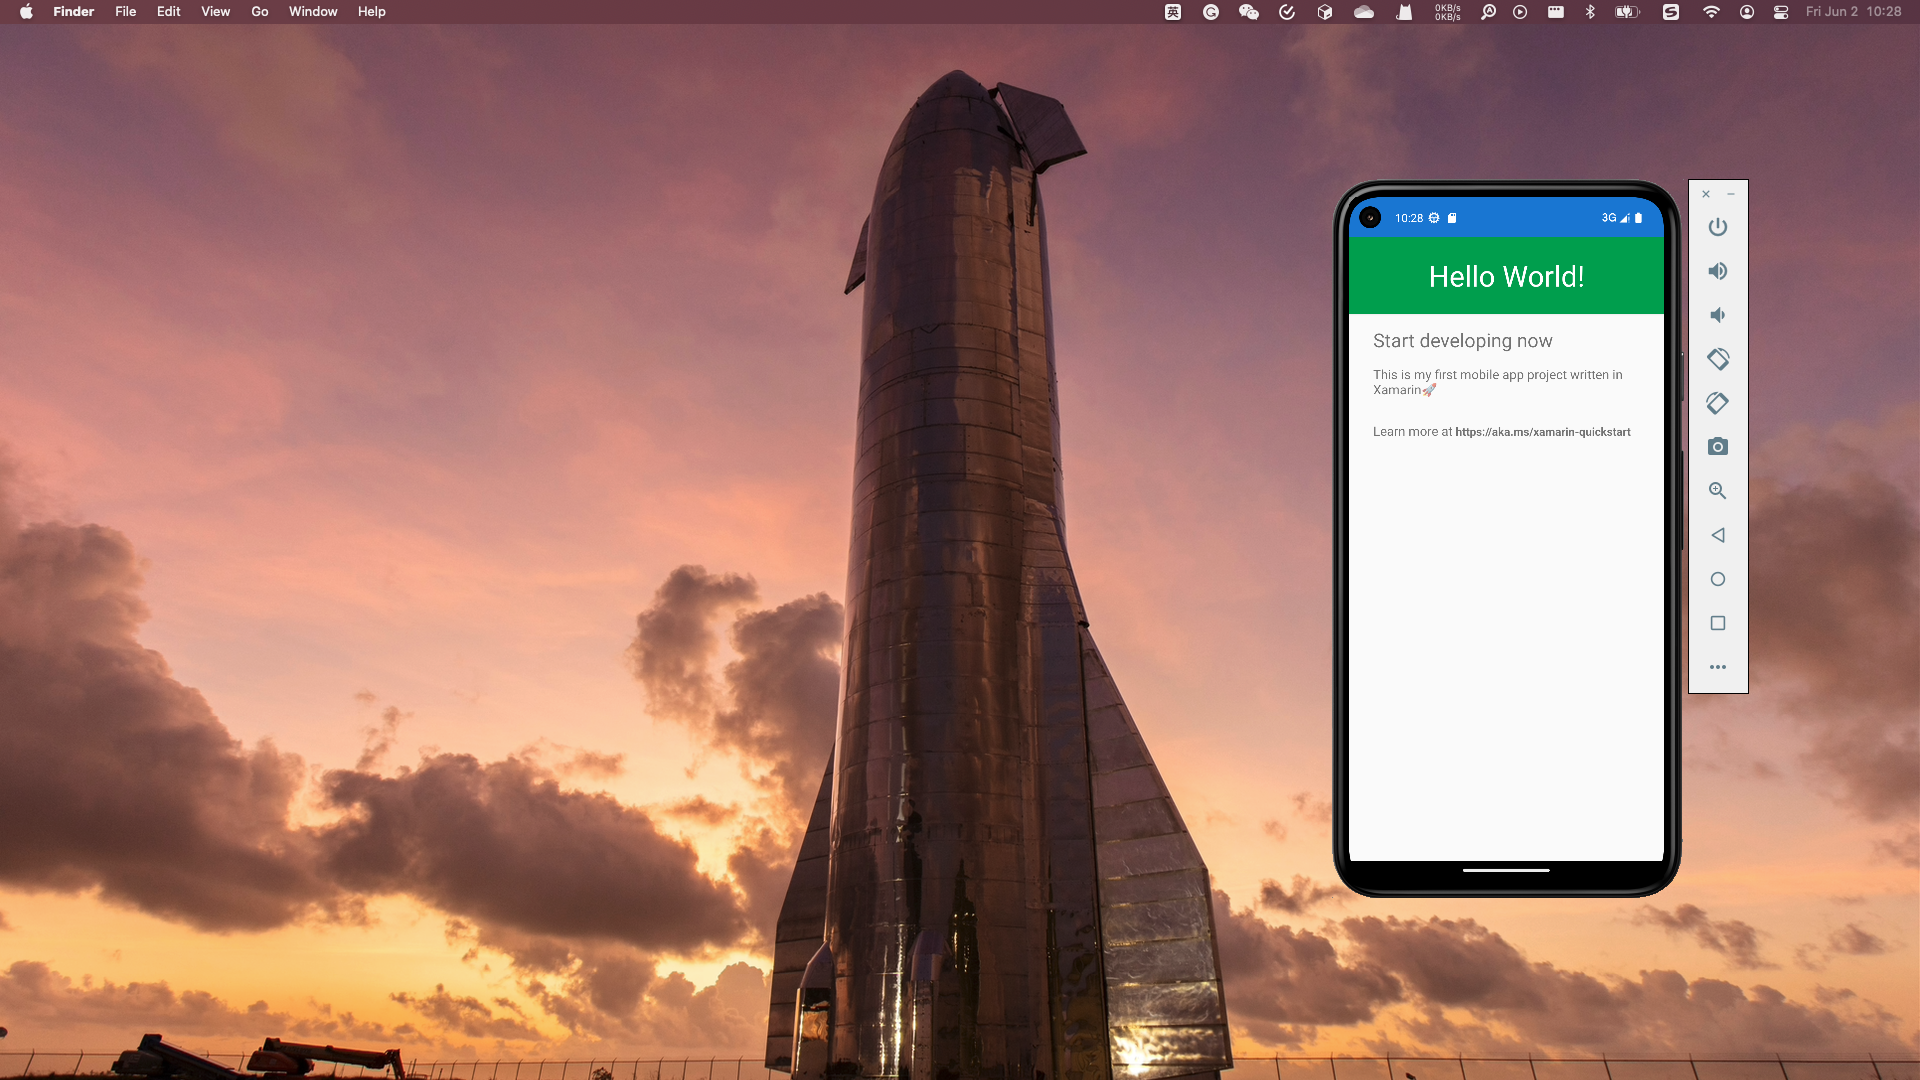 Finder File Edit View Go Window Help
英 0KB/s Fri Jun 2 10:28
0KB/s
10:28 3G
Hello World!
Start developing now
This is my first mobile app project written in
Xamarin🚀
Learn more at https://aka.ms/xamarin-quickstart